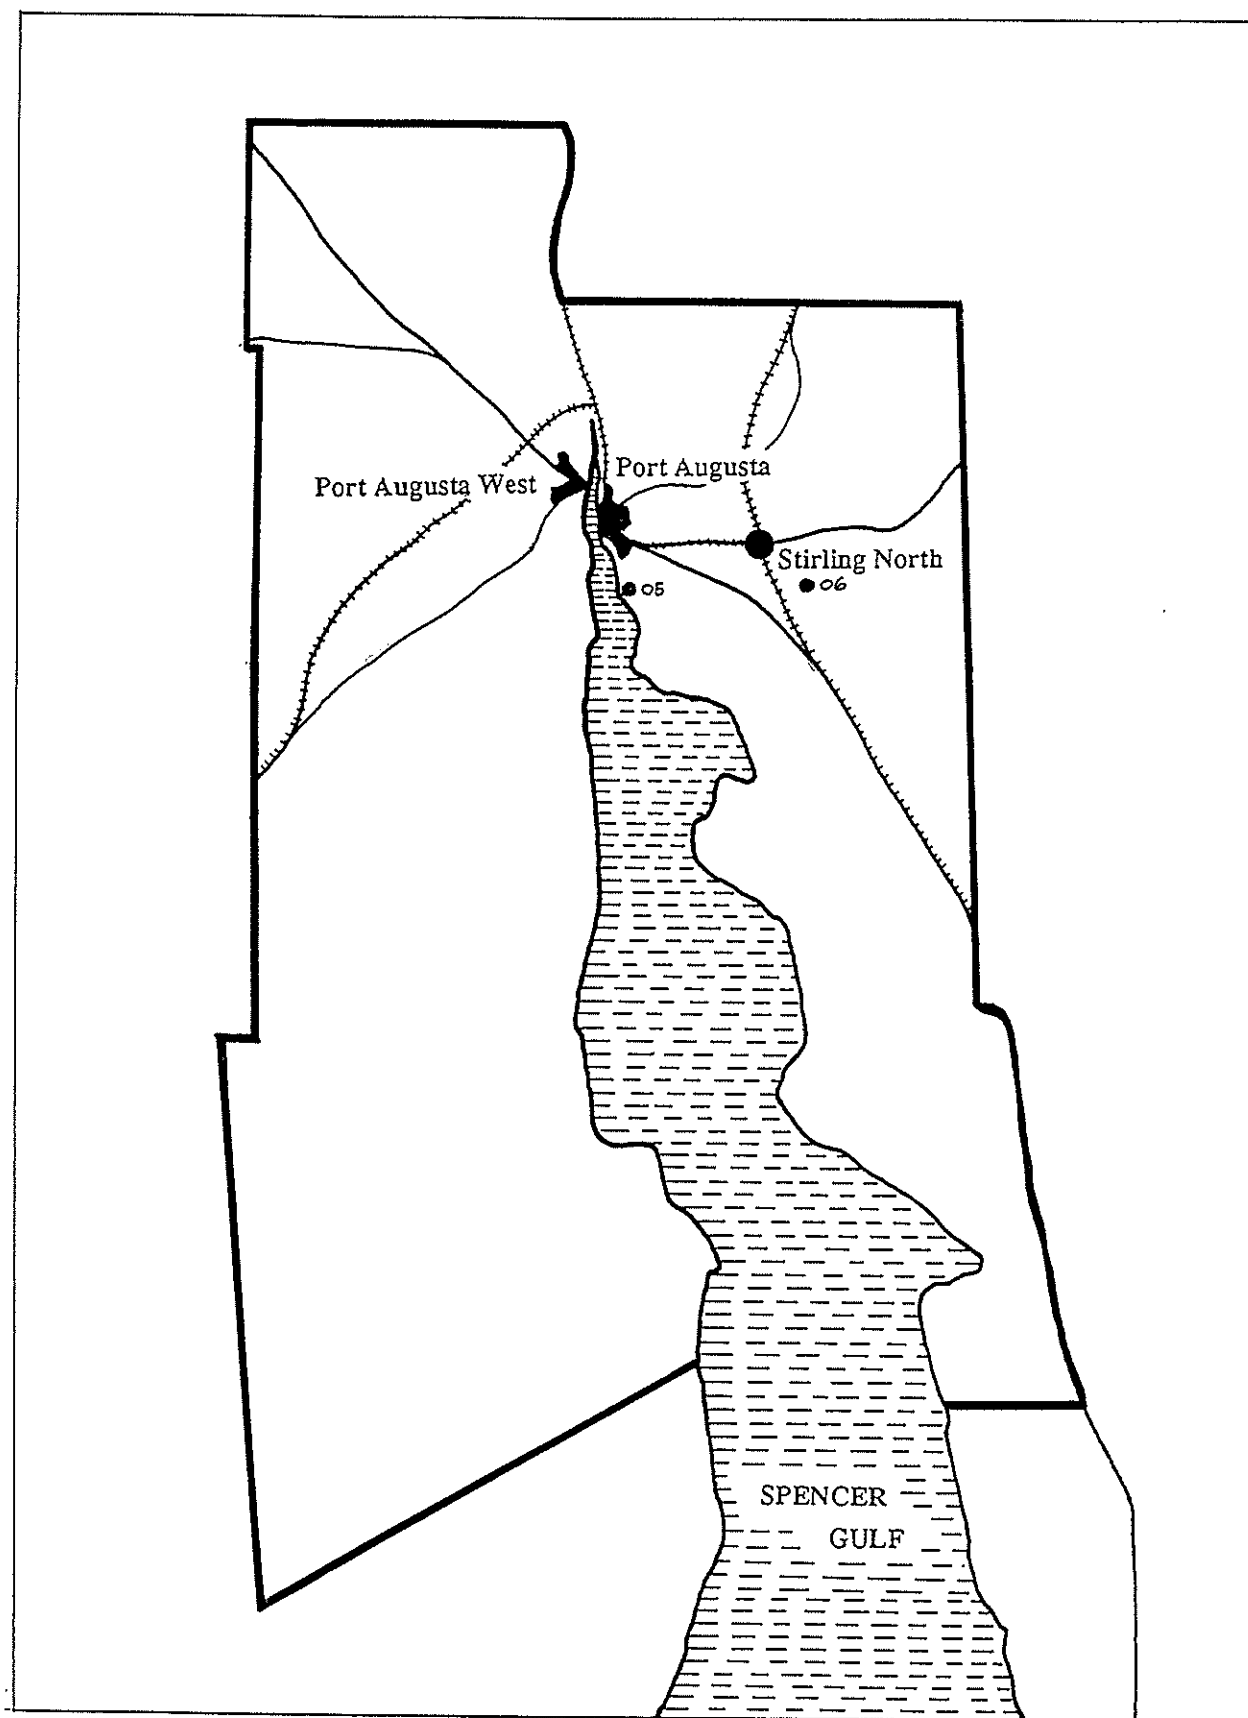 Port Augusta
Port Augusta West
Stirling North
05
06
SPENCER
GULF